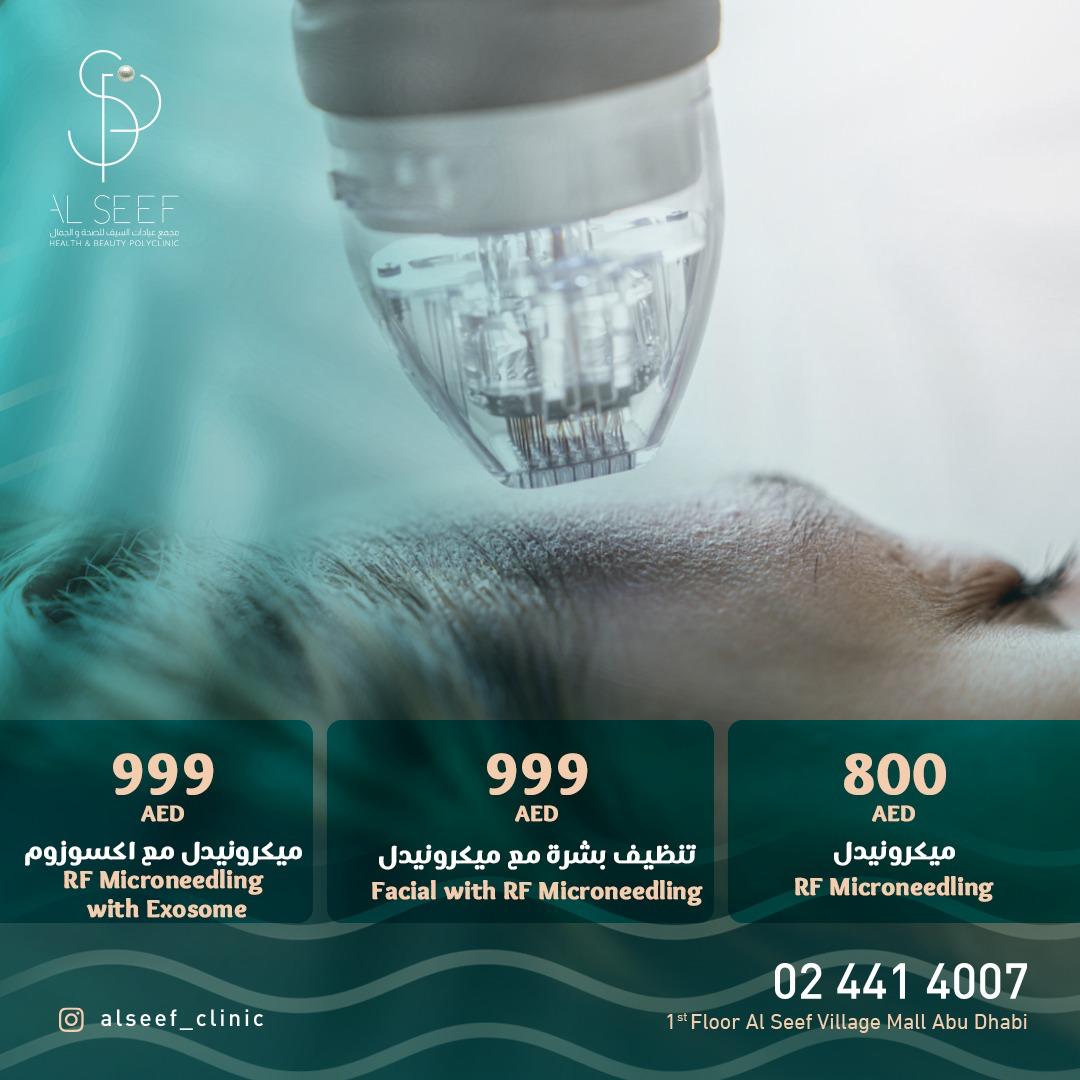 AL SEEF
مجمع عيادات السيف للصحة و الجمال
HEALTH & BEAUTY POLYCLINIC
999
AED
ميكرونيدل مع اكسوزوم
RF Microneedling
with Exosome
999
AED
تنظيف بشرة مع ميكرونيدل
Facial with RF Microneedling
800
AED
ميكرونيدل
RF Microneedling
02 441 4007
1st Floor Al Seef Village Mall Abu Dhabi
alseef_clinic